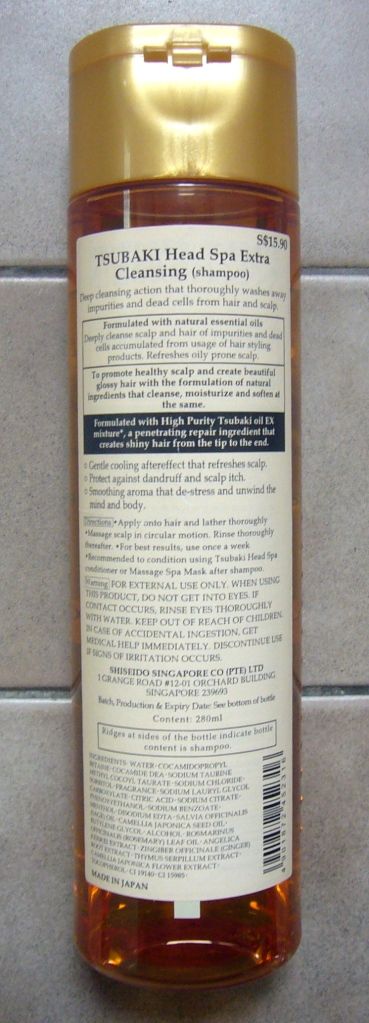 S$15.90
TSUBAKI Head Spa Extra
Cleansing (shampoo)
Deep cleansing action that thoroughly washes away
impurities and dead cells from hair and scalp.
Formulated with natural essential oils
Deeply cleanse scalp and hair of impurities and dead
cells accumulated from usage of hair styling
products. Refreshes oily prone scalp.
To promote healthy scalp and create beautiful
glossy hair with the formulation of natural
ingredients that cleanse, moisturize and soften at
the same.
Formulated with High Purity Tsubaki oil EX
mixture*, a penetrating repair ingredient that
creates shiny hair from the tip to the end.
○ Gentle cooling aftereffect that refreshes scalp.
○ Protect against dandruff and scalp itch.
○ Smoothing aroma that de-stress and unwind the
mind and body.
Directions •Apply onto hair and lather thoroughly
•Massage scalp in circular motion. Rinse thoroughly
thereafter. •For best results, use once a week
•Recommended to condition using Tsubaki Head Spa
conditioner or Massage Spa Mask after shampoo.
Warning FOR EXTERNAL USE ONLY. WHEN USING
THIS PRODUCT, DO NOT GET INTO EYES. IF
CONTACT OCCURS, RINSE EYES THOROUGHLY
WITH WATER. KEEP OUT OF REACH OF CHILDREN.
IN CASE OF ACCIDENTAL INGESTION, GET
MEDICAL HELP IMMEDIATELY. DISCONTINUE USE
IF SIGNS OF IRRITATION OCCURS.
SHISEIDO SINGAPORE CO (PTE) LTD
1 GRANGE ROAD #12-01 ORCHARD BUILDING
SINGAPORE 239693
Batch, Production & Expiry Date: See bottom of bottle
Content: 280ml
Ridges at sides of the bottle indicate bottle
content is shampoo.
INGREDIENTS: WATER · COCAMIDOPROPYL
BETAINE · COCAMIDE DEA · SODIUM TAURINE
METHYL COCOYL TAURATE · SODIUM CHLORIDE ·
SORBITOL · FRAGRANCE · SODIUM LAURYL GLYCOL
CARBOXYLATE · CITRIC ACID · SODIUM CITRATE ·
PHENOXYETHANOL · SODIUM BENZOATE ·
MENTHOL · DISODIUM EDTA · SALVIA OFFICINALIS
(SAGE) OIL · CAMELLIA JAPONICA SEED OIL ·
BUTYLENE GLYCOL · ALCOHOL · ROSMARINUS
OFFICINALIS (ROSEMARY) LEAF OIL · ANGELICA
EXTRACT · ZINGIBER OFFICINALE (GINGER)
ROOT EXTRACT · THYMUS SERPILLUM EXTRACT ·
CAMELLIA JAPONICA FLOWER EXTRACT ·
TOCOPHEROL · CI 19140 · CI 15985 ·
MADE IN JAPAN